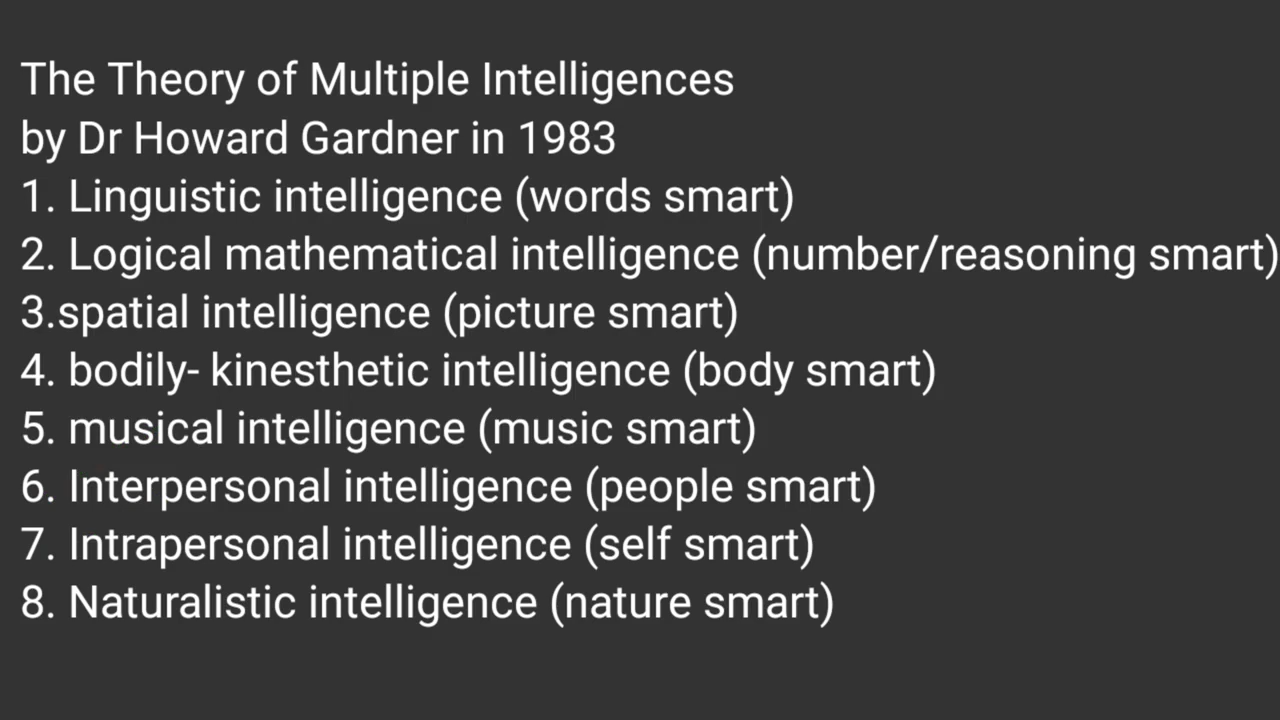 The Theory of Multiple Intelligences
by Dr Howard Gardner in 1983
1. Linguistic intelligence (words smart)
2. Logical mathematical intelligence (number/reasoning smart)
3.spatial intelligence (picture smart)
4. bodily- kinesthetic intelligence (body smart)
5. musical intelligence (music smart)
6. Interpersonal intelligence (people smart)
7. Intrapersonal intelligence (self smart)
8. Naturalistic intelligence (nature smart)